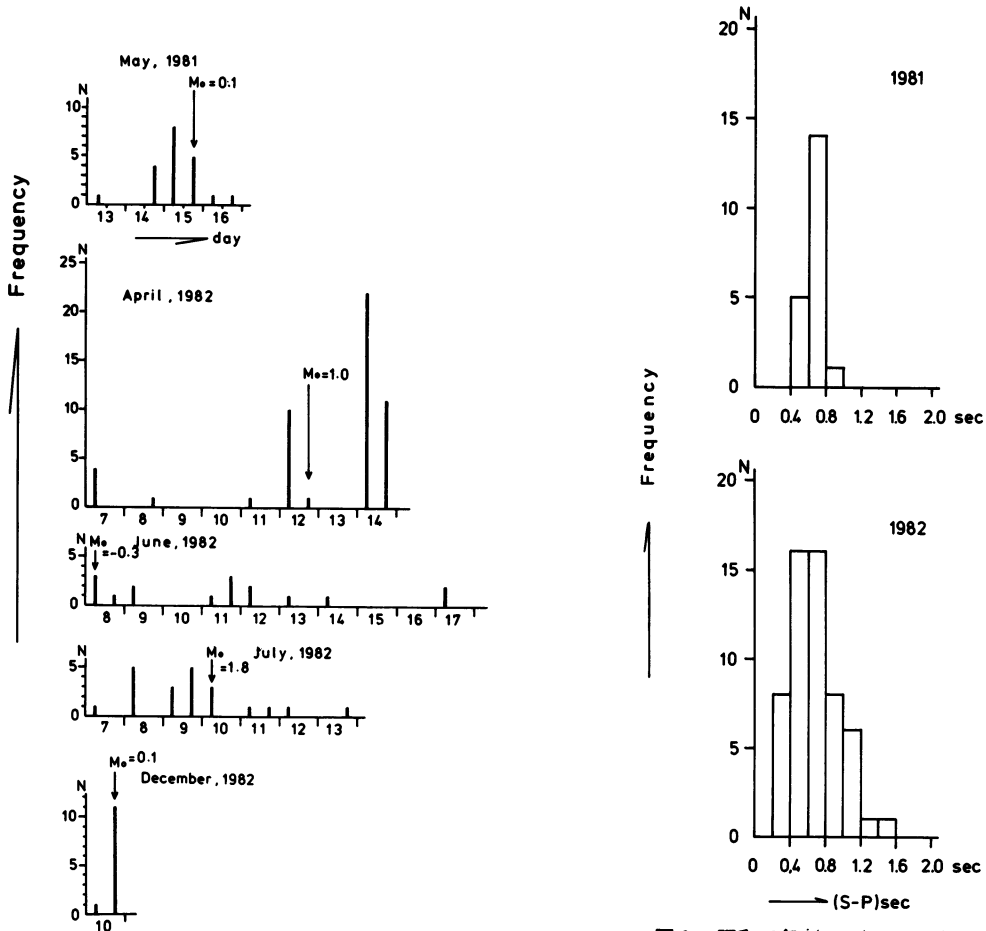 Frequency
May, 1981
M₀=0.1
N
10
5
0
13 14 15 16
day
N
25
20
15
10
5
0
April, 1982
M₀=1.0
7 8 9 10 11 12 13 14
N M₀=-0.3
June, 1982
5
0
8 9 10 11 12 13 14 15 16 17
N
M₀=1.8
July, 1982
5
0
7 8 9 10 11 12 13
M₀=0.1
December, 1982
N
10
5
0
10
Frequency
N
20
15
10
5
0
1981
0 0.4 0.8 1.2 1.6 2.0 sec
N
20
15
10
5
0
1982
0 0.4 0.8 1.2 1.6 2.0 sec
(S-P)sec